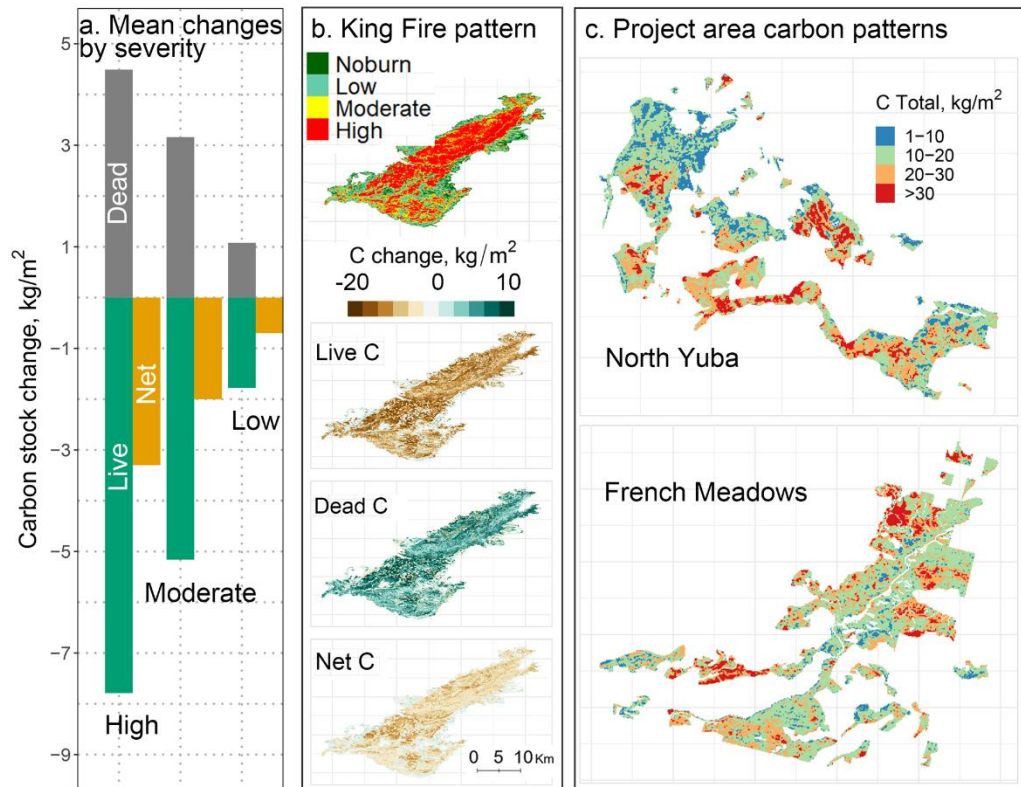 a. Mean changes
by severity
Carbon stock change, kg/m²
5
3
1
−1
−3
−5
−7
−9
Dead
Live
Net
Low
Moderate
High
b. King Fire pattern
Noburn
Low
Moderate
High
C change, kg/m²
-20 0 10
Live C
Dead C
Net C
0 5 10 Km
c. Project area carbon patterns
C Total, kg/m²
1−10
10−20
20−30
>30
North Yuba
French Meadows